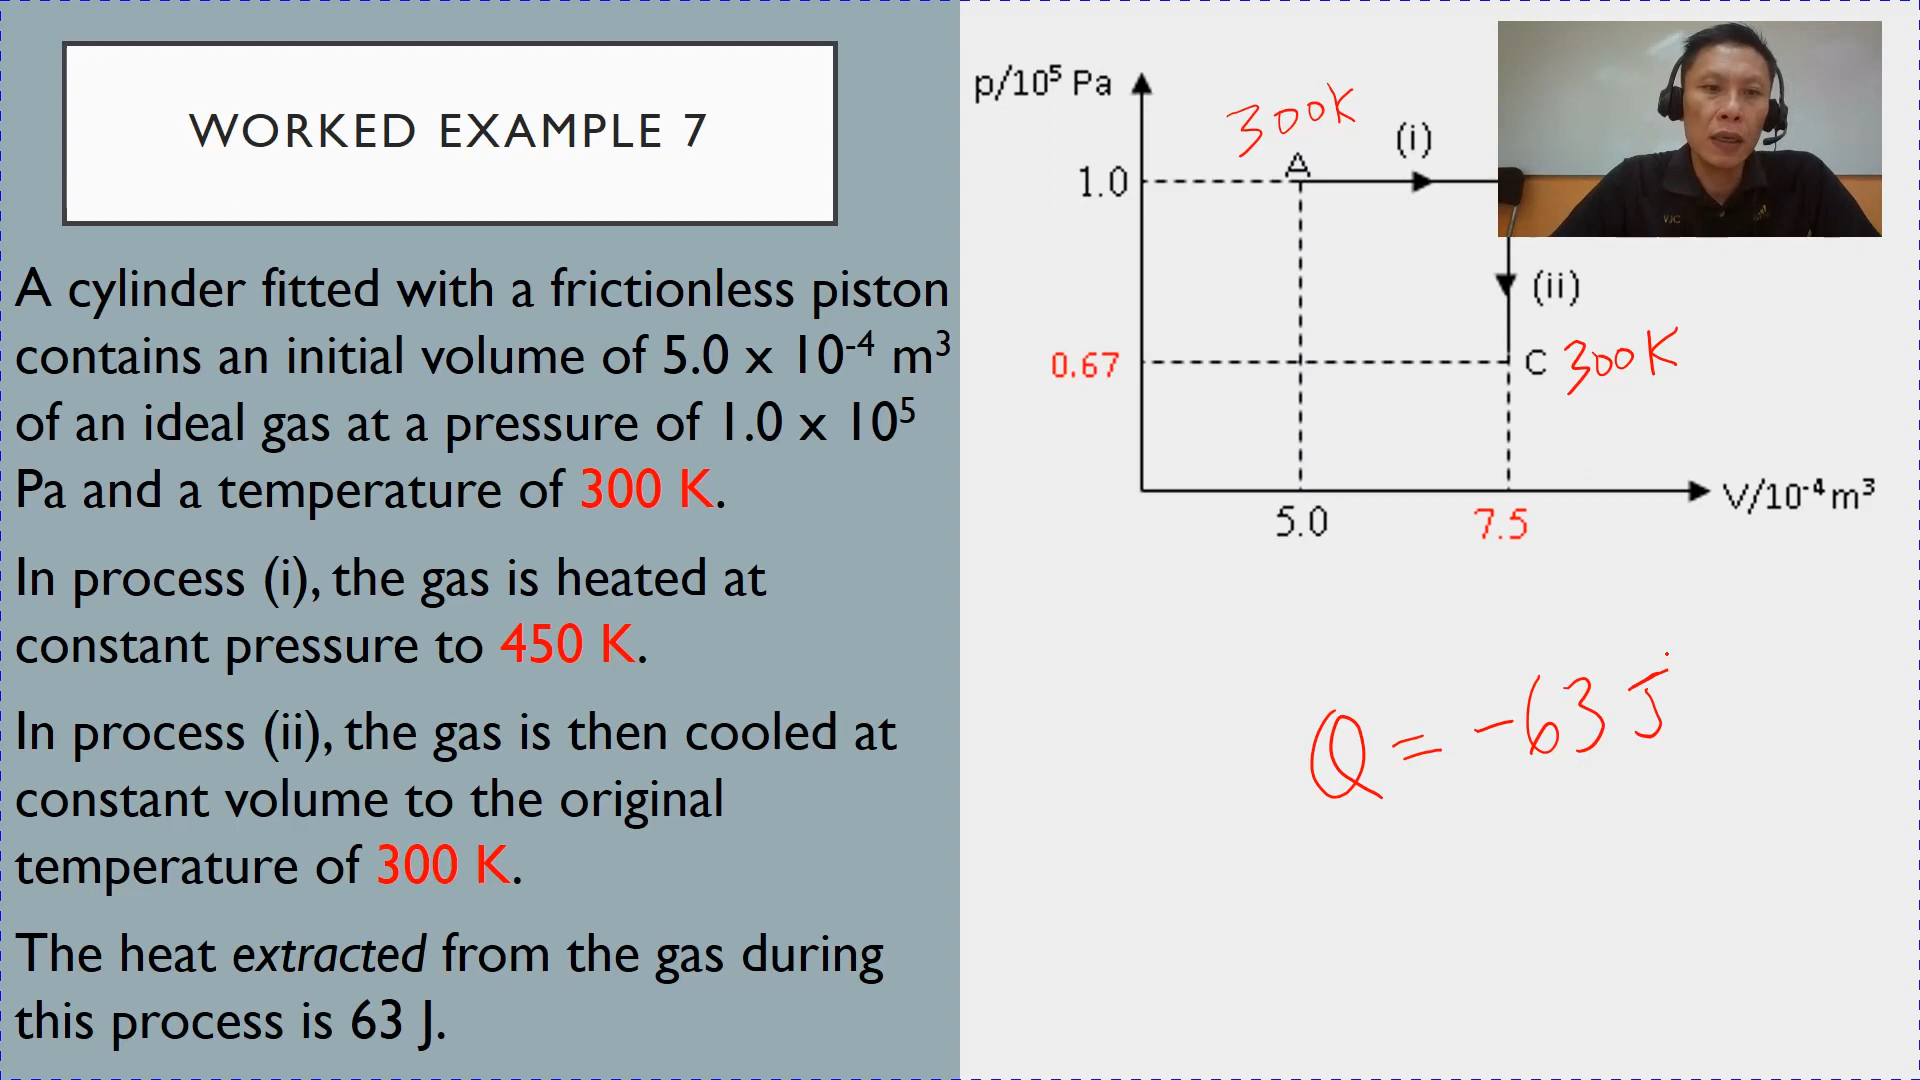 WORKED EXAMPLE 7
A cylinder fitted with a frictionless piston
contains an initial volume of 5.0 x 10⁻⁴ m³
of an ideal gas at a pressure of 1.0 x 10⁵
Pa and a temperature of 300 K.
In process (i), the gas is heated at
constant pressure to 450 K.
In process (ii), the gas is then cooled at
constant volume to the original
temperature of 300 K.
The heat extracted from the gas during
this process is 63 J.
p/10⁵ Pa
300K
(i)
A
1.0
(ii)
0.67
C 300K
V/10⁻⁴ m³
5.0
7.5
Q = -63 J
VJC